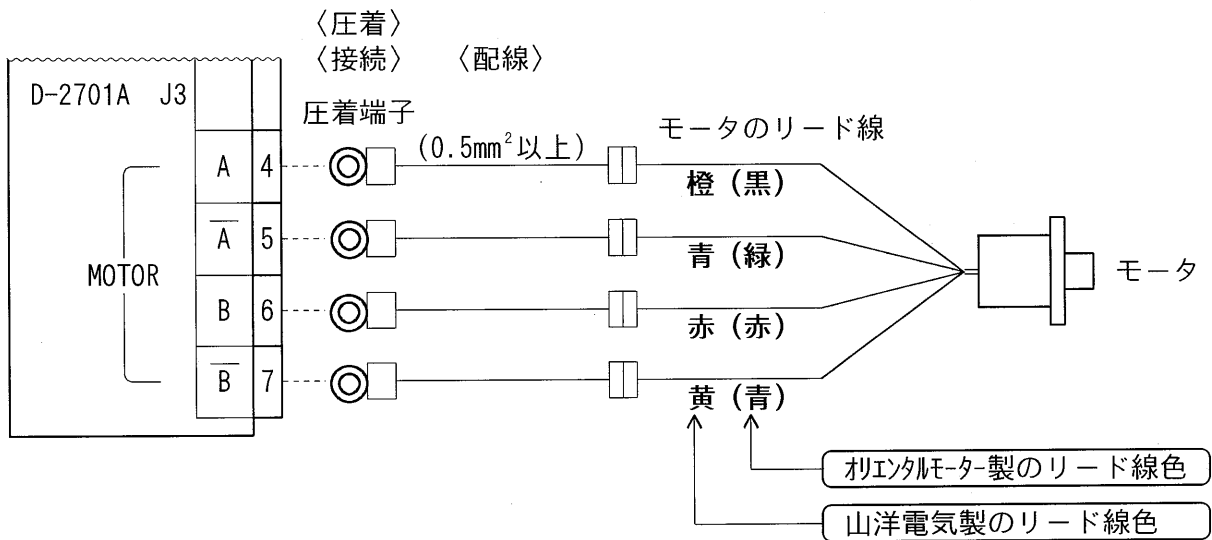 〈圧着〉
〈接続〉 〈配線〉
D-2701A J3
圧着端子
(0.5mm²以上)
モータのリード線
A 4
橙 (黒)
A̅ 5
青 (緑)
MOTOR
モータ
B 6
赤 (赤)
B̅ 7
黄 (青)
オリエンタルモーター製のリード線色
山洋電気製のリード線色